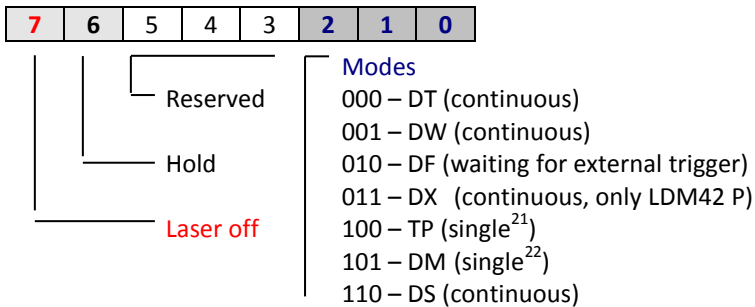 7 6 5 4 3 2 1 0
Modes
Reserved
000 – DT (continuous)
001 – DW (continuous)
Hold
010 – DF (waiting for external trigger)
011 – DX (continuous, only LDM42 P)
Laser off
100 – TP (single21)
101 – DM (single22)
110 – DS (continuous)